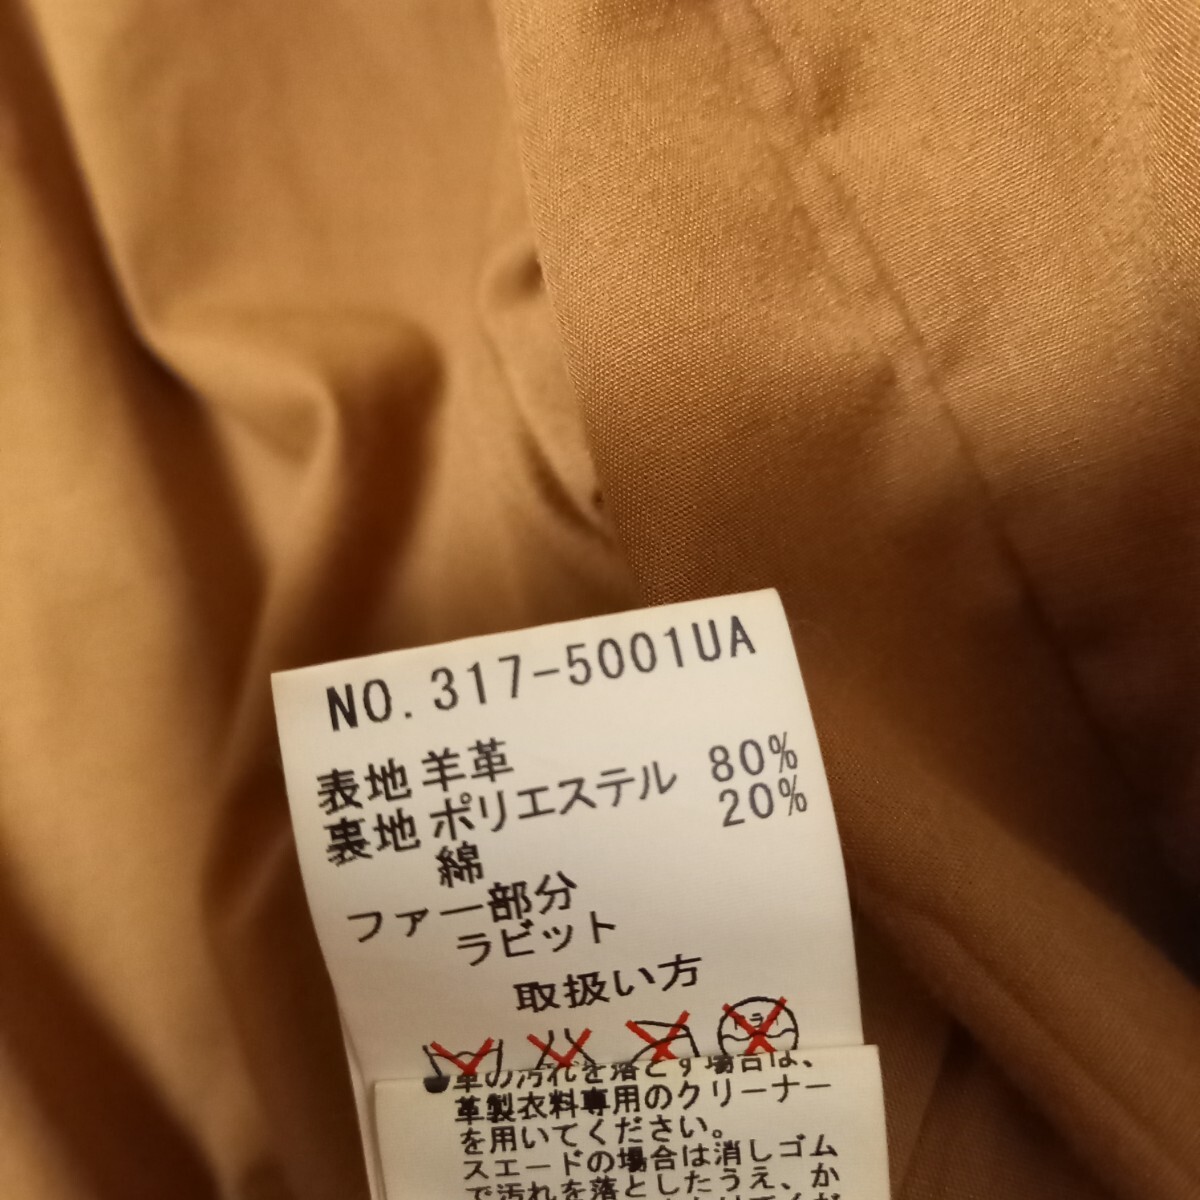 NO.317-5001UA
表地 羊革
裏地 ポリエステル 80%
綿 20%
ファー部分
ラビット
取扱い方
ドライ
●革の汚れを落とす場合は、
革製衣料専用のクリーナー
を用いてください。
スエードの場合は消しゴム
で汚れを落としたうえ、か